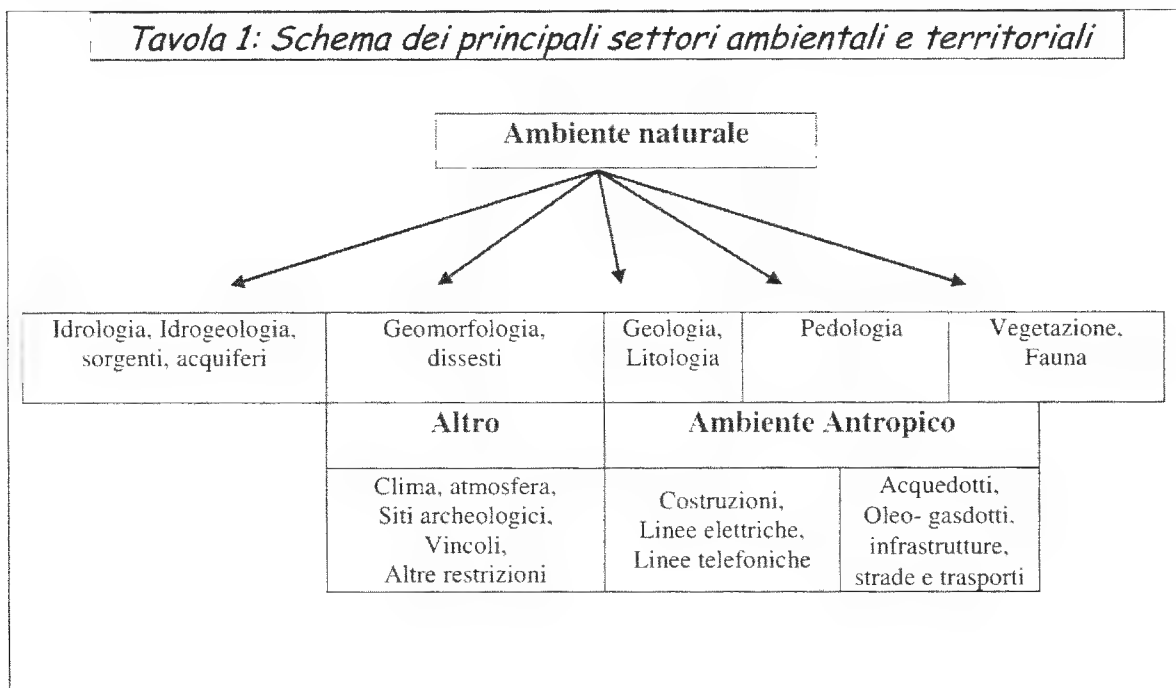 Tavola 1: Schema dei principali settori ambientali e territoriali
Ambiente naturale
Idrologia, Idrogeologia,
sorgenti, acquiferi
Geomorfologia,
dissesti
Geologia,
Litologia
Pedologia
Vegetazione,
Fauna
Altro
Ambiente Antropico
Clima, atmosfera,
Siti archeologici,
Vincoli,
Altre restrizioni
Costruzioni,
Linee elettriche,
Linee telefoniche
Acquedotti,
Oleo- gasdotti,
infrastrutture,
strade e trasporti